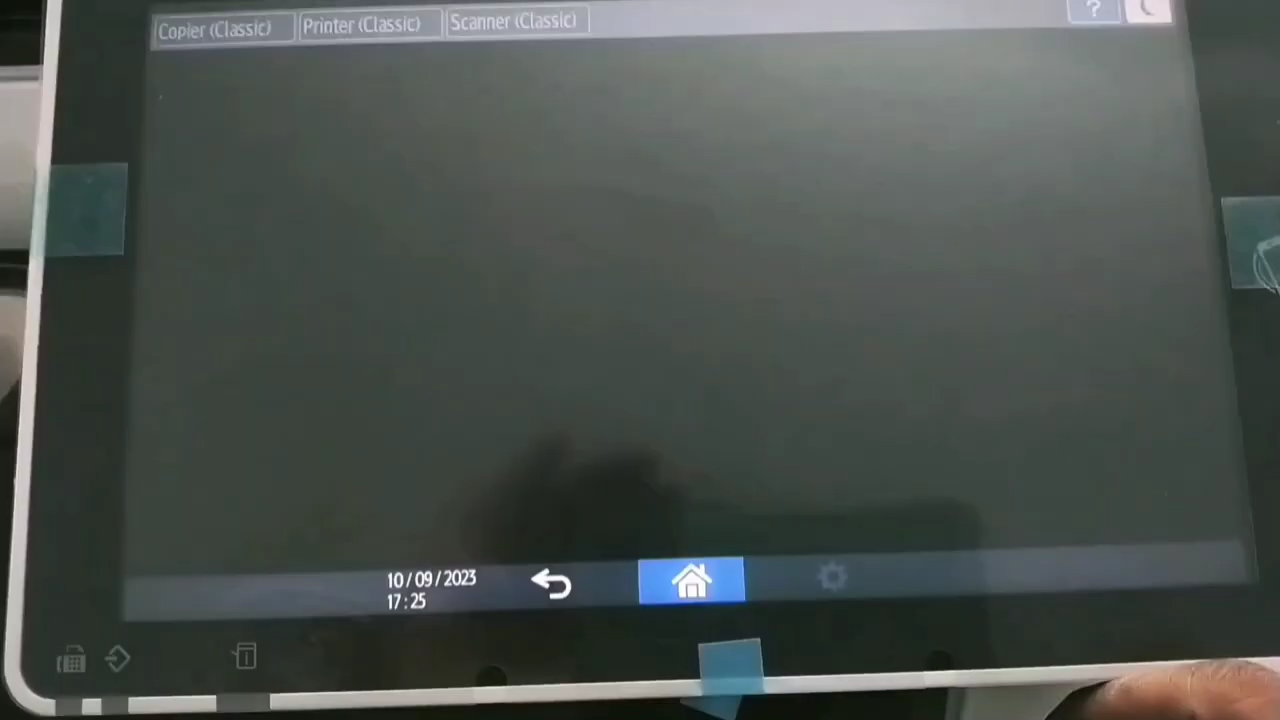 Copier (Classic)
Printer (Classic)
Scanner (Classic)
?
10/09/2023
17:25